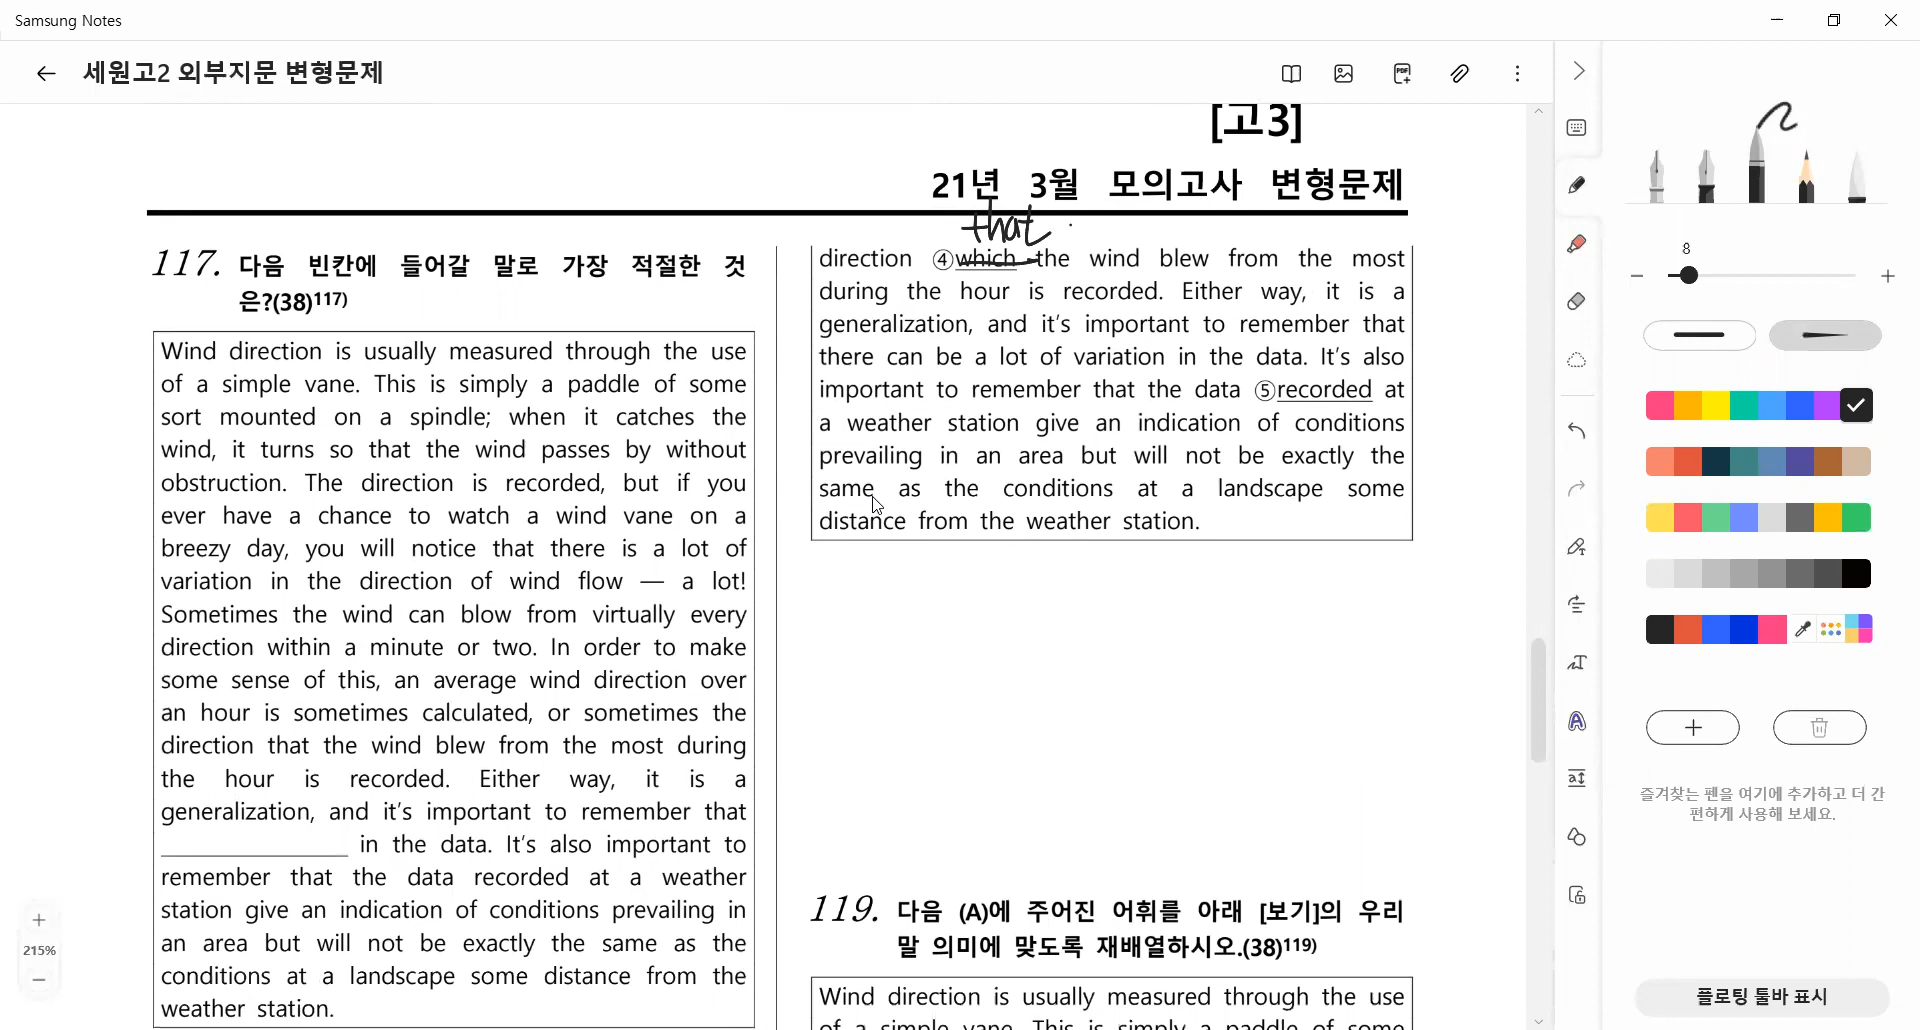 Samsung Notes
세원고2 외부지문 변형문제
[고3]
21년 3월 모의고사 변형문제
117. 다음 빈칸에 들어갈 말로 가장 적절한 것
은?(38)117)
Wind direction is usually measured through the use
of a simple vane. This is simply a paddle of some
sort mounted on a spindle; when it catches the
wind, it turns so that the wind passes by without
obstruction. The direction is recorded, but if you
ever have a chance to watch a wind vane on a
breezy day, you will notice that there is a lot of
variation in the direction of wind flow — a lot!
Sometimes the wind can blow from virtually every
direction within a minute or two. In order to make
some sense of this, an average wind direction over
an hour is sometimes calculated, or sometimes the
direction that the wind blew from the most during
the hour is recorded. Either way, it is a
generalization, and it's important to remember that
_______________ in the data. It's also important to
remember that the data recorded at a weather
station give an indication of conditions prevailing in
an area but will not be exactly the same as the
conditions at a landscape some distance from the
weather station.
that
direction ④which the wind blew from the most
during the hour is recorded. Either way, it is a
generalization, and it's important to remember that
there can be a lot of variation in the data. It's also
important to remember that the data ⑤recorded at
a weather station give an indication of conditions
prevailing in an area but will not be exactly the
same as the conditions at a landscape some
distance from the weather station.
119. 다음 (A)에 주어진 어휘를 아래 [보기]의 우리
말 의미에 맞도록 재배열하시오.(38)119)
Wind direction is usually measured through the use
of a simple vane. This is simply a paddle of some
8
즐겨찾는 펜을 여기에 추가하고 더 간
편하게 사용해 보세요.
플로팅 툴바 표시
215%